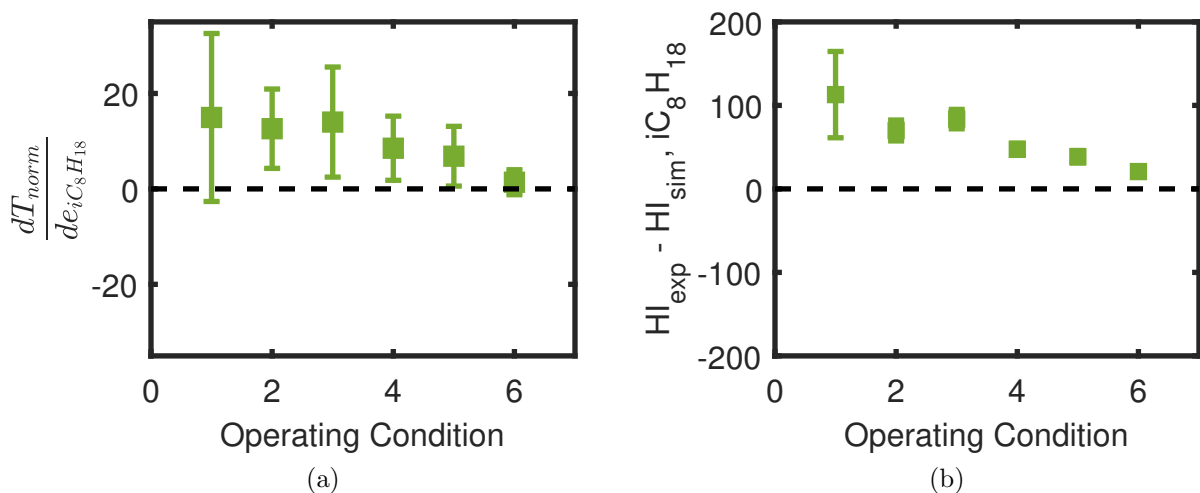 20
0
-20
dT_norm
de_iC8H18
0 2 4 6
Operating Condition
(a)
200
100
0
-100
-200
HI_exp - HI_sim, iC_8H_18
0 2 4 6
Operating Condition
(b)